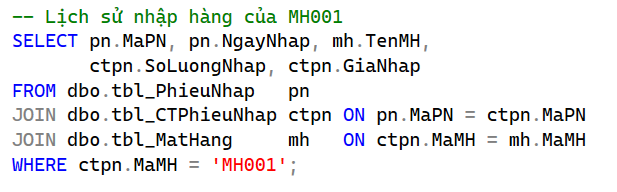 -- Lịch sử nhập hàng của MH001
SELECT pn.MaPN, pn.NgayNhap, mh.TenMH,
       ctpn.SoLuongNhap, ctpn.GiaNhap
FROM dbo.tbl_PhieuNhap   pn
JOIN dbo.tbl_CTPhieuNhap ctpn ON pn.MaPN = ctpn.MaPN
JOIN dbo.tbl_MatHang     mh   ON ctpn.MaMH = mh.MaMH
WHERE ctpn.MaMH = 'MH001';